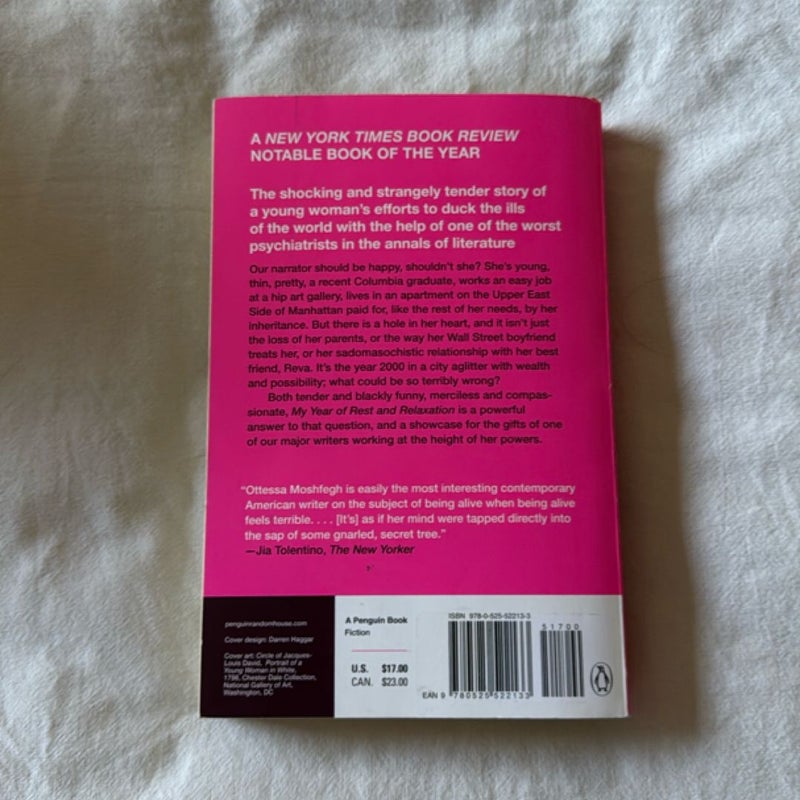 A NEW YORK TIMES BOOK REVIEW
NOTABLE BOOK OF THE YEAR
The shocking and strangely tender story of
a young woman's efforts to duck the ills
of the world with the help of one of the worst
psychiatrists in the annals of literature
Our narrator should be happy, shouldn't she? She's young,
thin, pretty, a recent Columbia graduate, works an easy job
at a hip art gallery, lives in an apartment on the Upper East
Side of Manhattan paid for, like the rest of her needs, by her
inheritance. But there is a hole in her heart, and it isn't just
the loss of her parents, or the way her Wall Street boyfriend
treats her, or her sadomasochistic relationship with her best
friend, Reva. It's the year 2000 in a city aglitter with wealth
and possibility; what could be so terribly wrong?
Both tender and blackly funny, merciless and compas-
sionate, My Year of Rest and Relaxation is a powerful
answer to that question, and a showcase for the gifts of one
of our major writers working at the height of her powers.
"Ottessa Moshfegh is easily the most interesting contemporary
American writer on the subject of being alive when being alive
feels terrible. . . . [It's] as if her mind were tapped directly into
the sap of some gnarled, secret tree."
—Jia Tolentino, The New Yorker
penguinrandomhouse.com
Cover design: Darren Haggar
Cover art: Circle of Jacques-
Louis David, Portrait of a
Young Woman in White,
1798, Chester Dale Collection,
National Gallery of Art,
Washington, DC
A Penguin Book
Fiction
U.S. $17.00
CAN. $23.00
ISBN 978-0-525-52213-3
51700
EAN 9 780525 522133